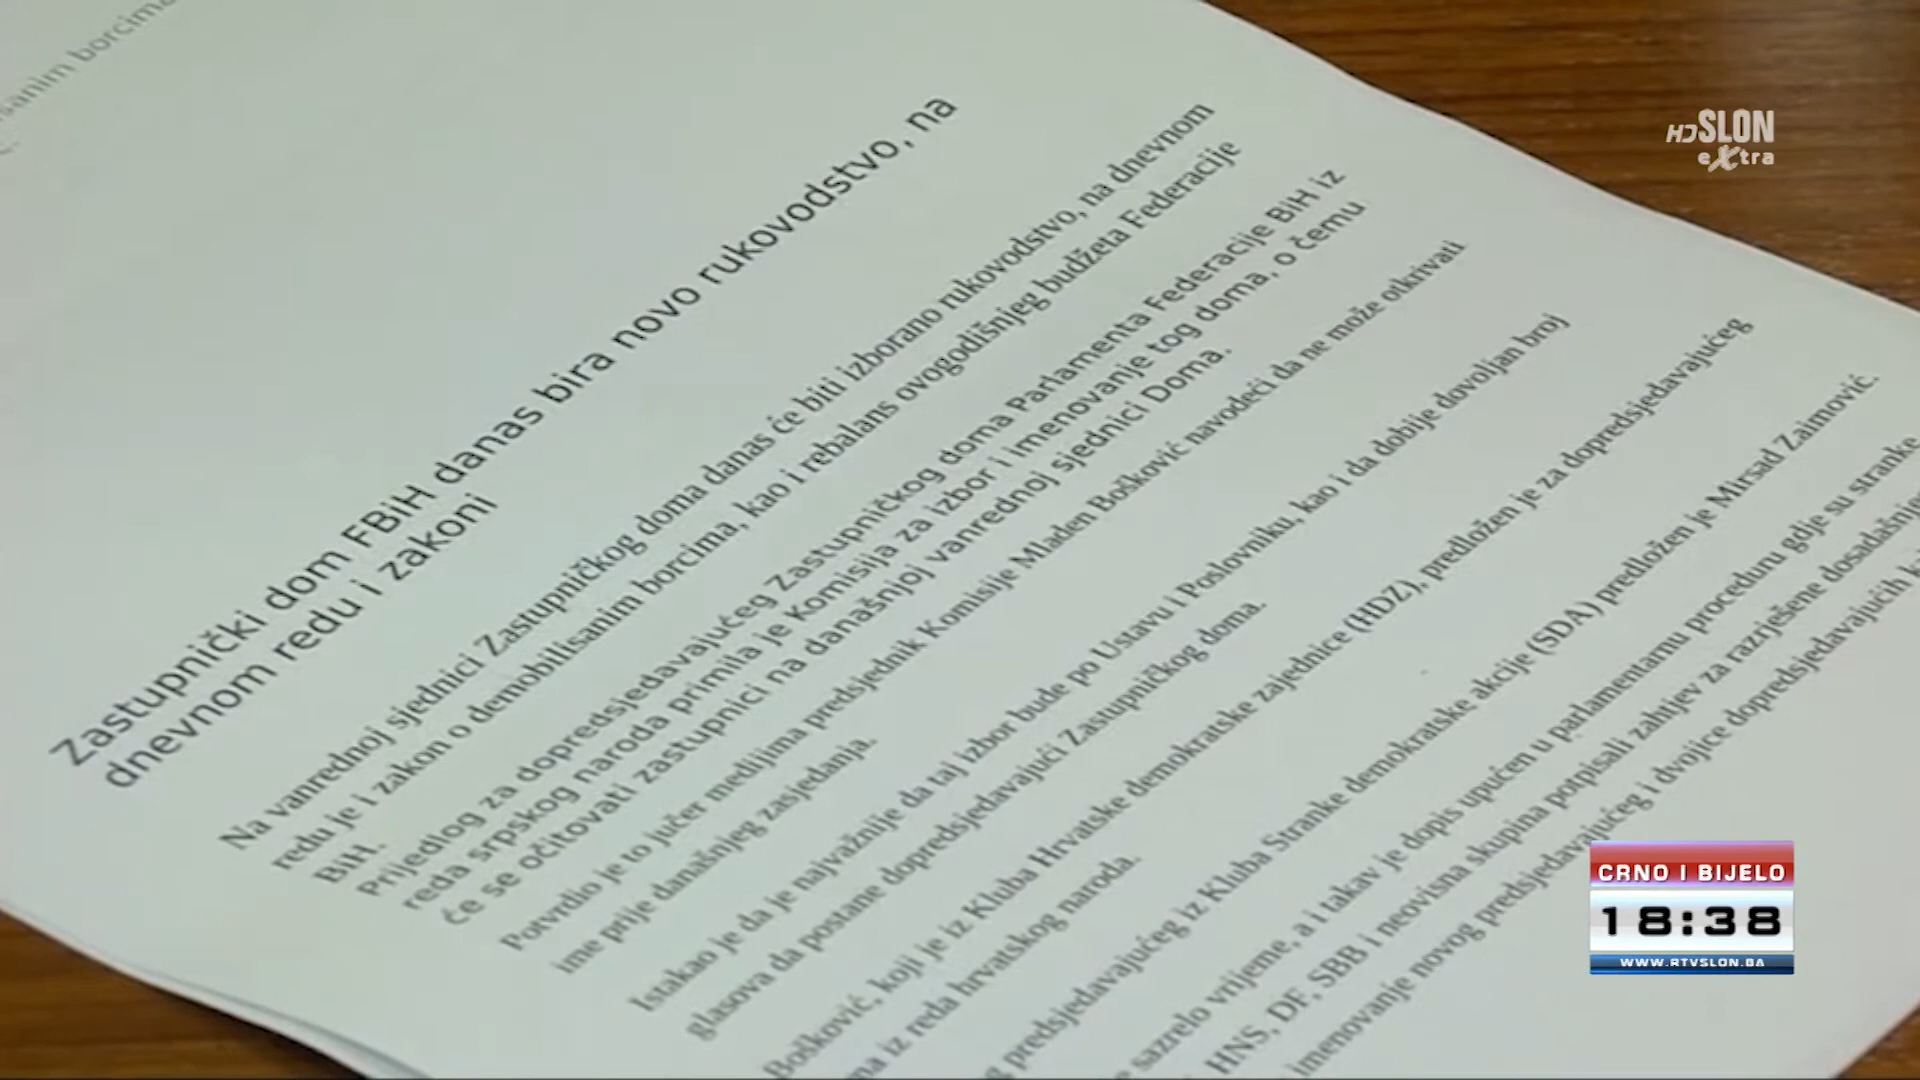 sanim borcima
HD SLON
extra
Zastupnički dom FBiH danas bira novo rukovodstvo, na
dnevnom redu i zakoni
Na vanrednoj sjednici Zastupničkog doma danas će biti izborano rukovodstvo, na dnevnom
redu je i zakon o demobilisanim borcima, kao i rebalans ovogodišnjeg budžeta Federacije
BiH.
Prijedlog za dopredsjedavajućeg Zastupničkog doma Parlamenta Federacije BiH iz
reda srpskog naroda primila je Komisija za izbor i imenovanje tog doma, o čemu
će se očitovati zastupnici na današnjoj vanrednoj sjednici Doma.
Potvrdio je to jučer medijima predsjednik Komisije Mladen Bošković navodeći da ne može otkrivati
ime prije današnjeg zasjedanja.
Istakao je da je najvažnije da taj izbor bude po Ustavu i Poslovniku, kao i da dobije dovoljan broj
glasova da postane dopredsjedavajući Zastupničkog doma.
Bošković, koji je iz Kluba Hrvatske demokratske zajednice (HDZ), predložen je za dopredsjedavajućeg
iz reda hrvatskog naroda.
predsjedavajućeg iz Kluba Stranke demokratske akcije (SDA) predložen je Mirsad Zaimović.
sazrelo vrijeme, a i takav je dopis upućen u parlamentarnu proceduru gdje su stranke
HNS, DF, SBB i neovisna skupina potpisali zahtjev za razrješene dosadašnje
imenovanje novog predsjedavajućeg i dvojice dopredsjedavajućih
CRNO I BIJELO
18:38
WWW.RTVSLON.BA